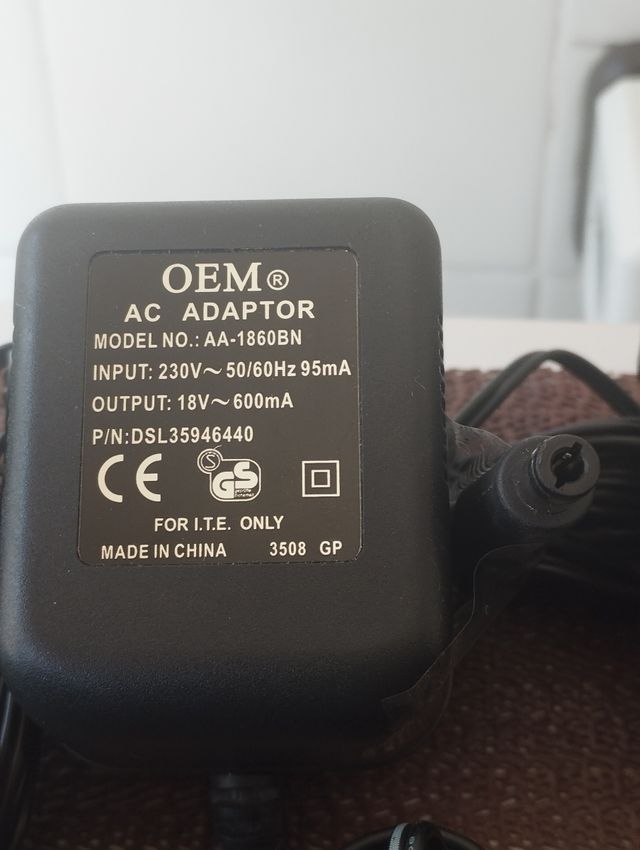 OEM®
AC ADAPTOR
MODEL NO.: AA-1860BN
INPUT: 230V～50/60Hz 95mA
OUTPUT: 18V～600mA
P/N:DSL35946440
CE
S GS
FOR I.T.E. ONLY
MADE IN CHINA 3508 GP